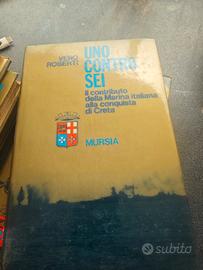 VERO
ROBERTI
UNO
CONTRO
SEI
il contributo
della Marina italiana
alla conquista
di Creta
MURSIA
subito